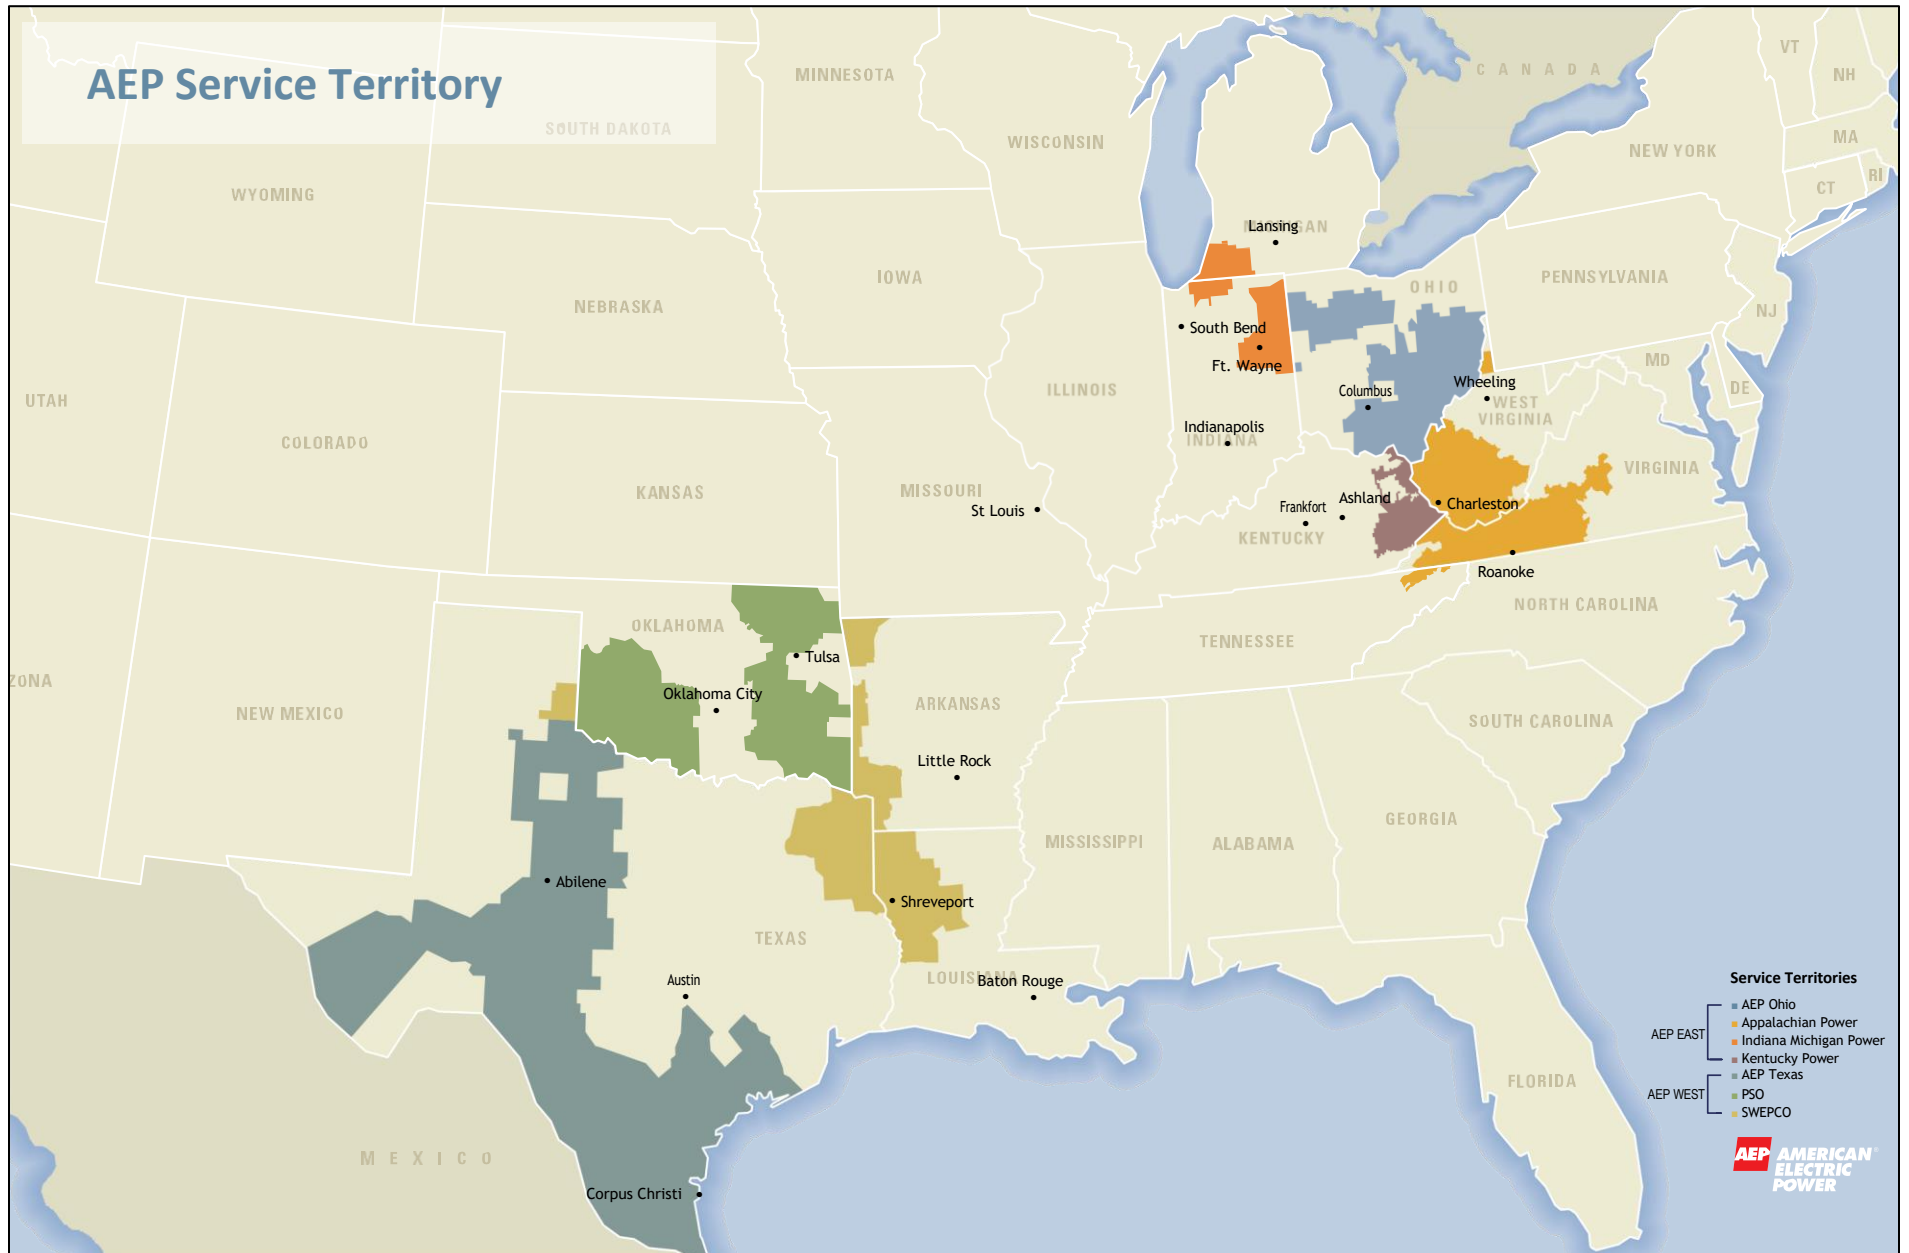 AEP Service Territory
CANADA
VT
NH
MINNESOTA
SOUTH DAKOTA
WISCONSIN
NEW YORK
MA
CT
RI
WYOMING
MICHIGAN
Lansing
IOWA
NEBRASKA
PENNSYLVANIA
OHIO
NJ
South Bend
Ft. Wayne
MD
DE
UTAH
ILLINOIS
Columbus
Wheeling
WEST
VIRGINIA
Indianapolis
INDIANA
COLORADO
KANSAS
MISSOURI
St Louis
VIRGINIA
Frankfort
Ashland
Charleston
KENTUCKY
Roanoke
NORTH CAROLINA
OKLAHOMA
TENNESSEE
Tulsa
ZONA
Oklahoma City
NEW MEXICO
ARKANSAS
SOUTH CAROLINA
Little Rock
GEORGIA
MISSISSIPPI
ALABAMA
Abilene
Shreveport
TEXAS
LOUISIANA
Baton Rouge
Austin
FLORIDA
MEXICO
Corpus Christi
Service Territories
AEP EAST
AEP Ohio
Appalachian Power
Indiana Michigan Power
Kentucky Power
AEP WEST
AEP Texas
PSO
SWEPCO
AEP AMERICAN®
ELECTRIC
POWER